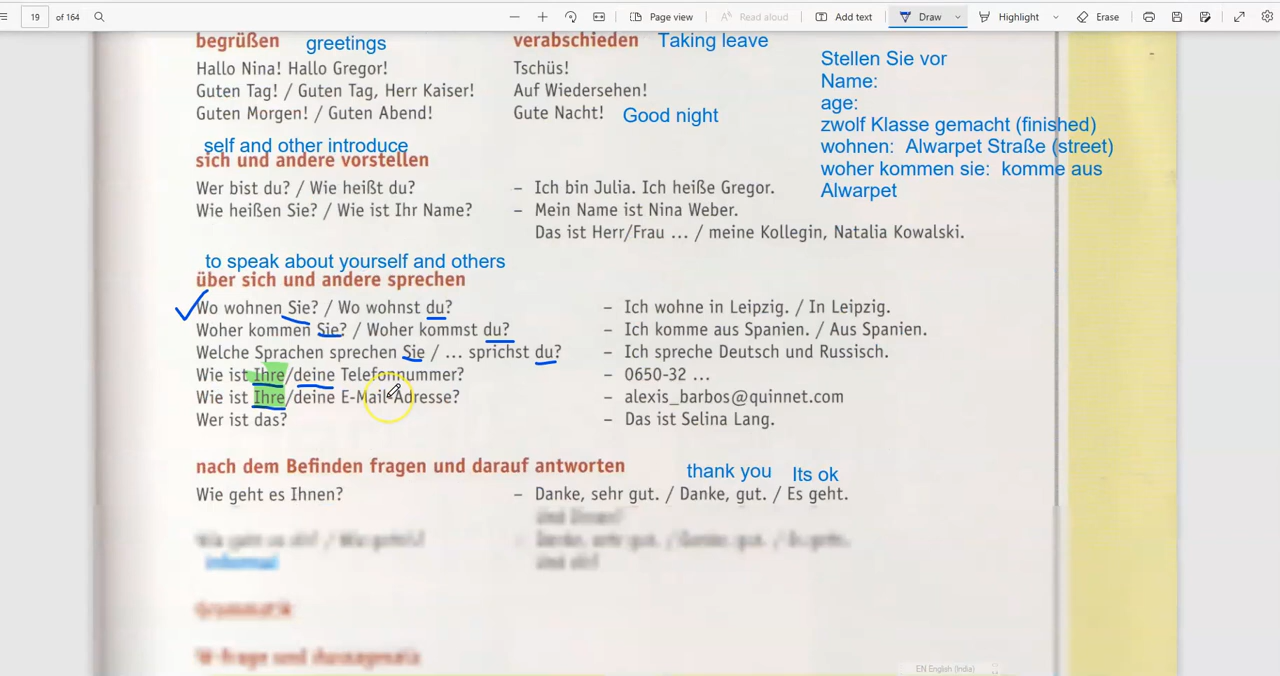 19 of 164 Page view Read aloud Add text Draw Highlight Erase
begrüßen greetings verabschieden Taking leave
Hallo Nina! Hallo Gregor! Tschüs!
Guten Tag! / Guten Tag, Herr Kaiser! Auf Wiedersehen!
Guten Morgen! / Guten Abend! Gute Nacht! Good night
Stellen Sie vor
Name:
age:
zwolf Klasse gemacht (finished)
wohnen: Alwarpet Straße (street)
woher kommen sie: komme aus
Alwarpet
self and other introduce
sich und andere vorstellen
Wer bist du? / Wie heißt du? – Ich bin Julia. Ich heiße Gregor.
Wie heißen Sie? / Wie ist Ihr Name? – Mein Name ist Nina Weber.
Das ist Herr/Frau ... / meine Kollegin, Natalia Kowalski.
to speak about yourself and others
über sich und andere sprechen
Wo wohnen Sie? / Wo wohnst du? – Ich wohne in Leipzig. / In Leipzig.
Woher kommen Sie? / Woher kommst du? – Ich komme aus Spanien. / Aus Spanien.
Welche Sprachen sprechen Sie / ... sprichst du? – Ich spreche Deutsch und Russisch.
Wie ist Ihre/deine Telefonnummer? – 0650-32 ...
Wie ist Ihre/deine E-Mail-Adresse? – alexis_barbos@quinnet.com
Wer ist das? – Das ist Selina Lang.
nach dem Befinden fragen und darauf antworten thank you Its ok
Wie geht es Ihnen? – Danke, sehr gut. / Danke, gut. / Es geht.
informal
Grammatik
EN English (India)